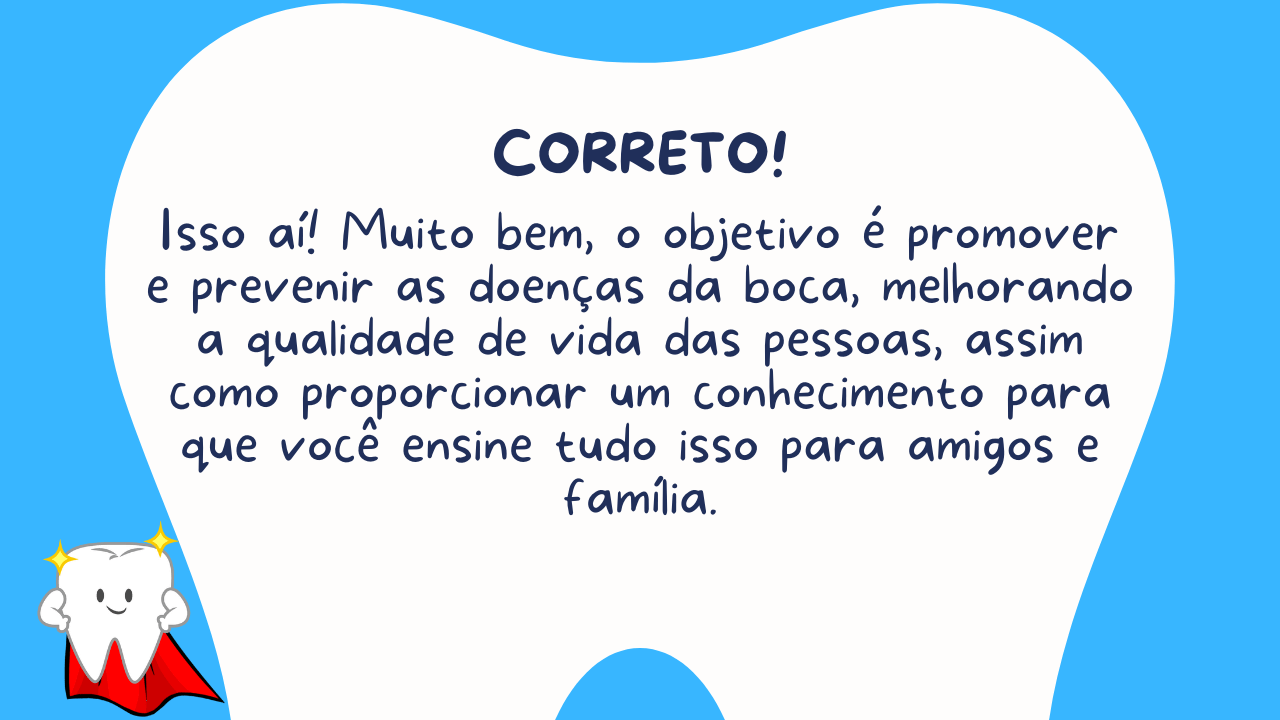 CORRETO!
Isso aí! Muito bem, o objetivo é promover
e prevenir as doenças da boca, melhorando
a qualidade de vida das pessoas, assim
como proporcionar um conhecimento para
que você ensine tudo isso para amigos e
família.